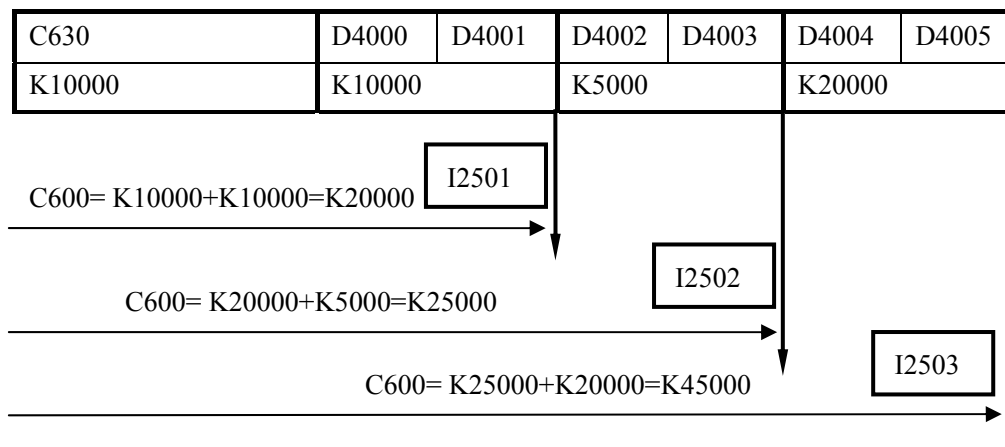 C630 D4000 D4001 D4002 D4003 D4004 D4005
K10000 K10000 K5000 K20000
I2501
C600= K10000+K10000=K20000
I2502
C600= K20000+K5000=K25000
I2503
C600= K25000+K20000=K45000